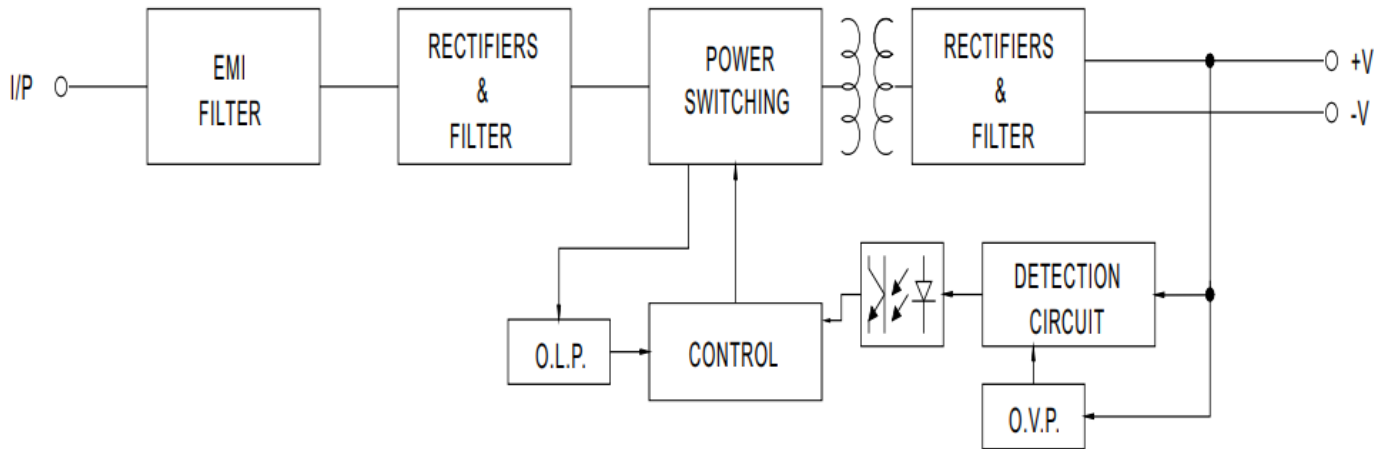 I/P
EMI
FILTER
RECTIFIERS
&
FILTER
POWER
SWITCHING
RECTIFIERS
&
FILTER
+V
-V
O.L.P.
CONTROL
DETECTION
CIRCUIT
O.V.P.